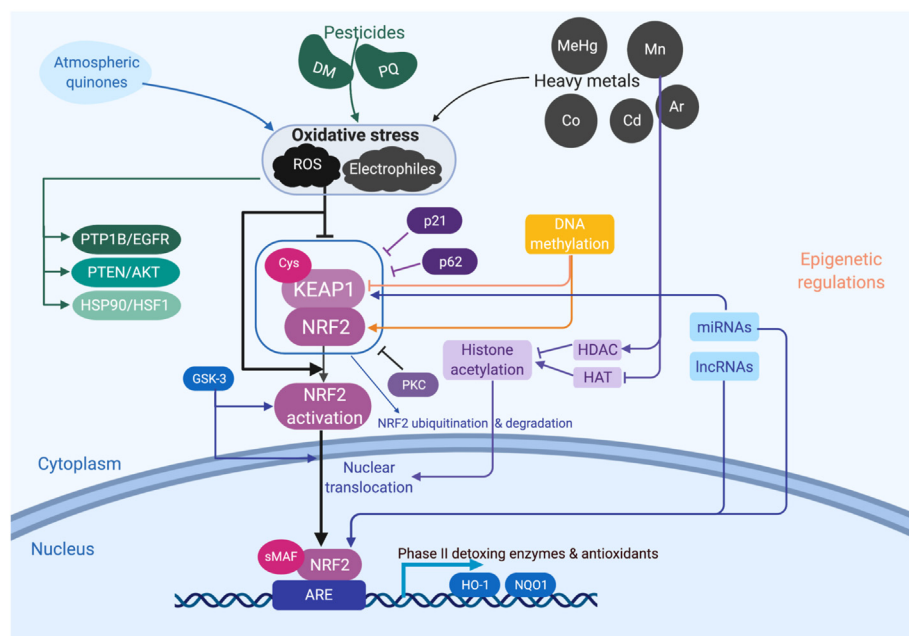 Pesticides
Atmospheric
quinones
DM
PQ
MeHg
Mn
Heavy metals
Co
Cd
Ar
Oxidative stress
ROS
Electrophiles
PTP1B/EGFR
PTEN/AKT
HSP90/HSF1
p21
p62
DNA
methylation
Epigenetic
regulations
Cys
KEAP1
NRF2
miRNAs
lncRNAs
Histone
acetylation
HDAC
HAT
GSK-3
PKC
NRF2
activation
NRF2 ubiquitination & degradation
Cytoplasm
Nuclear
translocation
Nucleus
sMAF
NRF2
ARE
Phase II detoxing enzymes & antioxidants
HO-1
NQO1